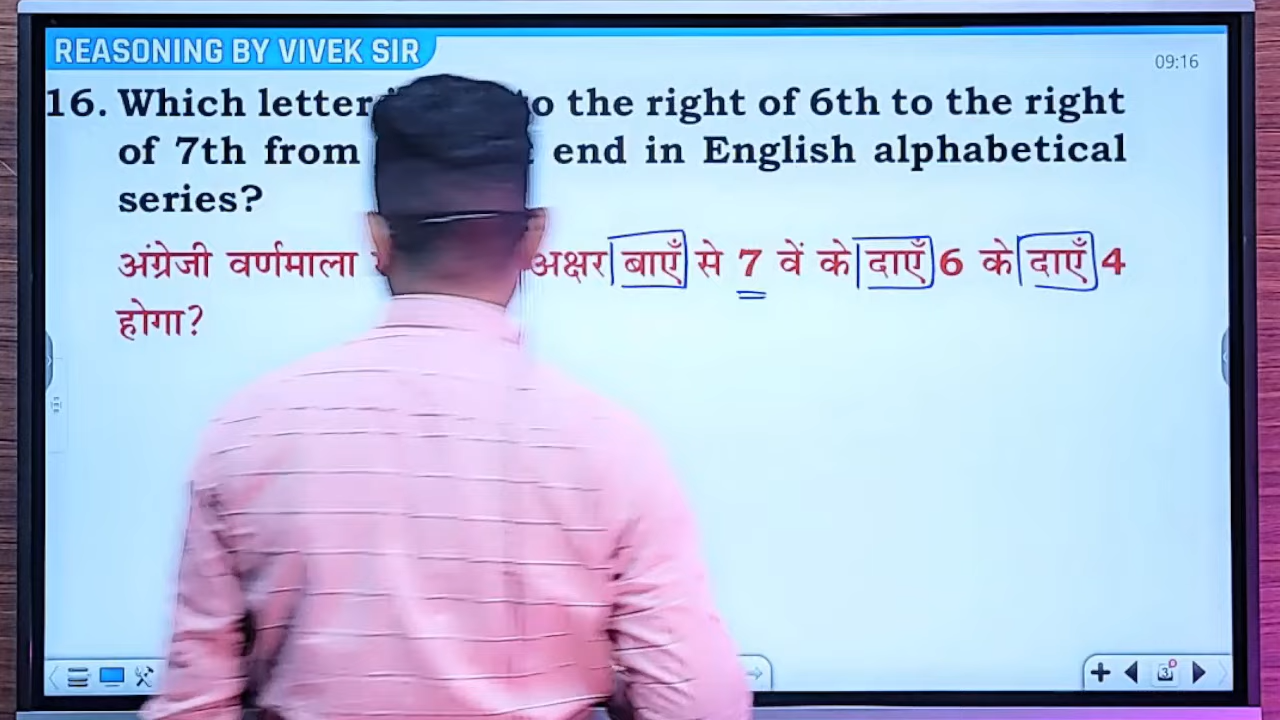 REASONING BY VIVEK SIR
09:16
16. Which letter to the right of 6th to the right
of 7th from end in English alphabetical
series?
अंग्रेजी वर्णमाला अक्षर बाएँ से 7 वें के दाएँ 6 के दाएँ 4
होगा?